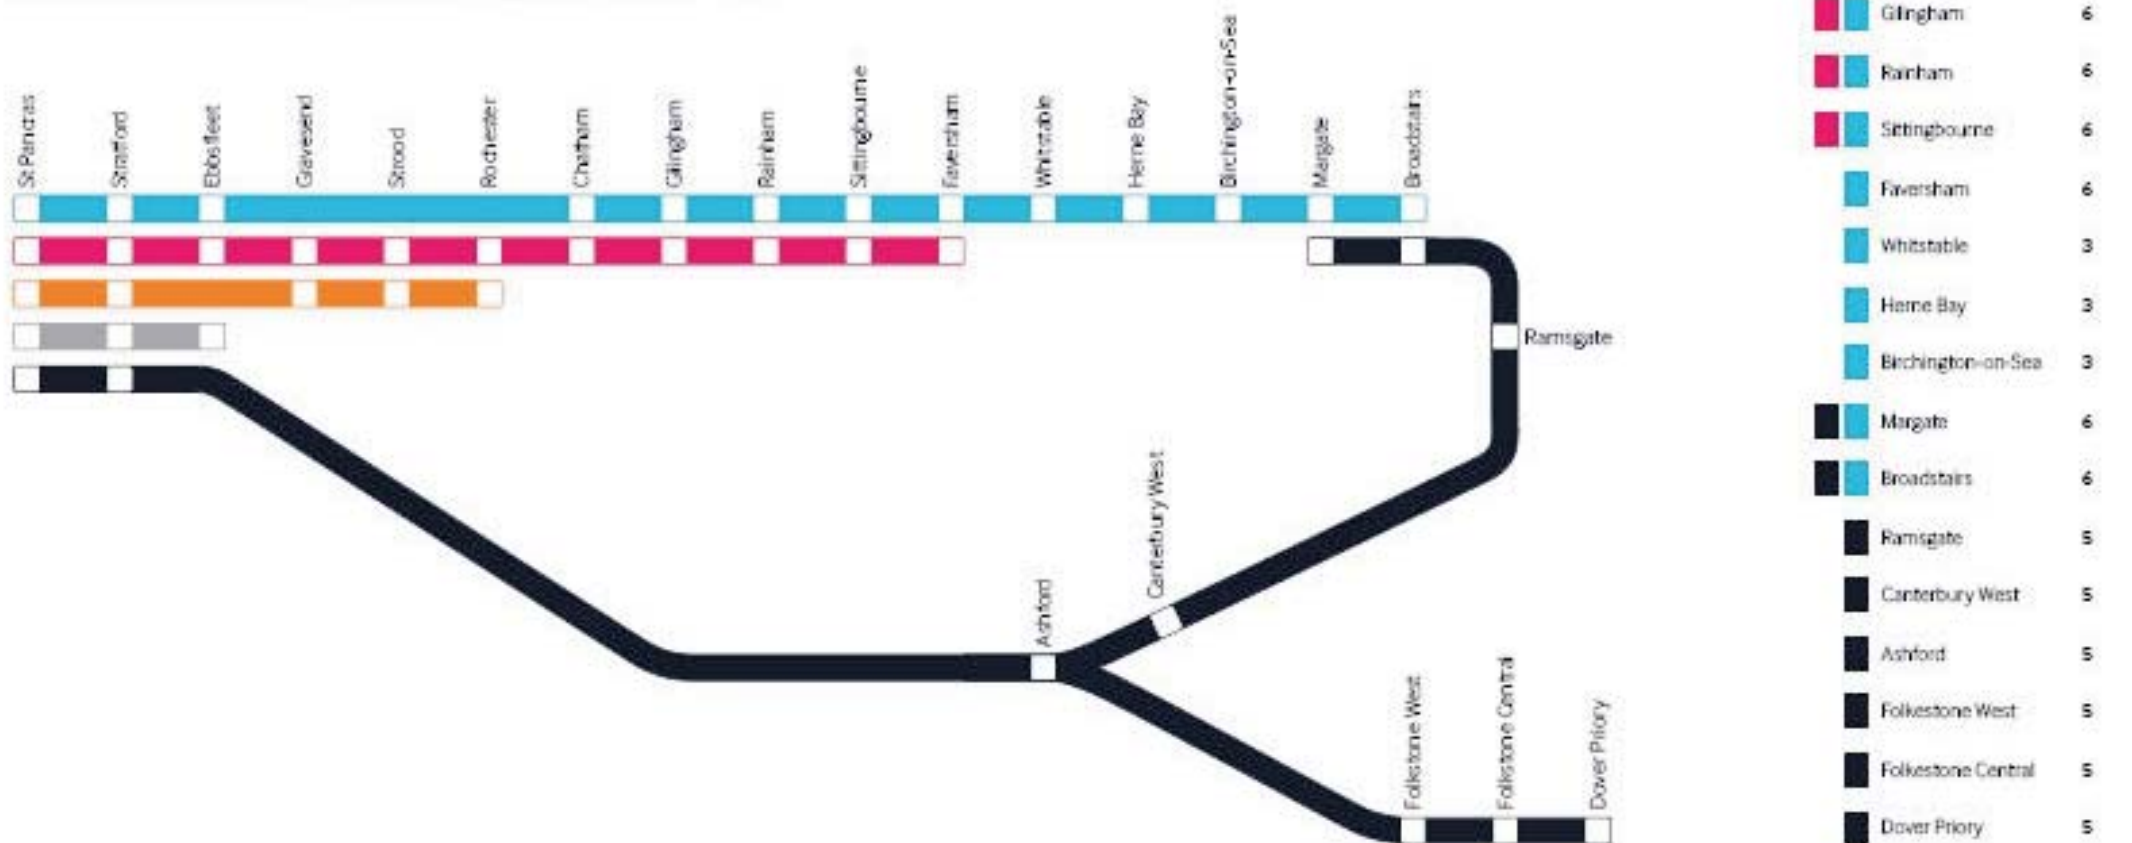 St Pancras
Stratford
Ebbsfleet
Gravesend
Strood
Rochester
Chatham
Gillingham
Rainham
Sittingbourne
Faversham
Whitstable
Herne Bay
Birchington-on-Sea
Margate
Broadstairs
Ramsgate
Canterbury West
Ashford
Folkstone West
Folkstone Central
Dover Priory
Gillingham 6
Rainham 6
Sittingbourne 6
Faversham 6
Whitstable 3
Herne Bay 3
Birchington-on-Sea 3
Margate 6
Broadstairs 6
Ramsgate 5
Canterbury West 5
Ashford 5
Folkestone West 5
Folkestone Central 5
Dover Priory 5